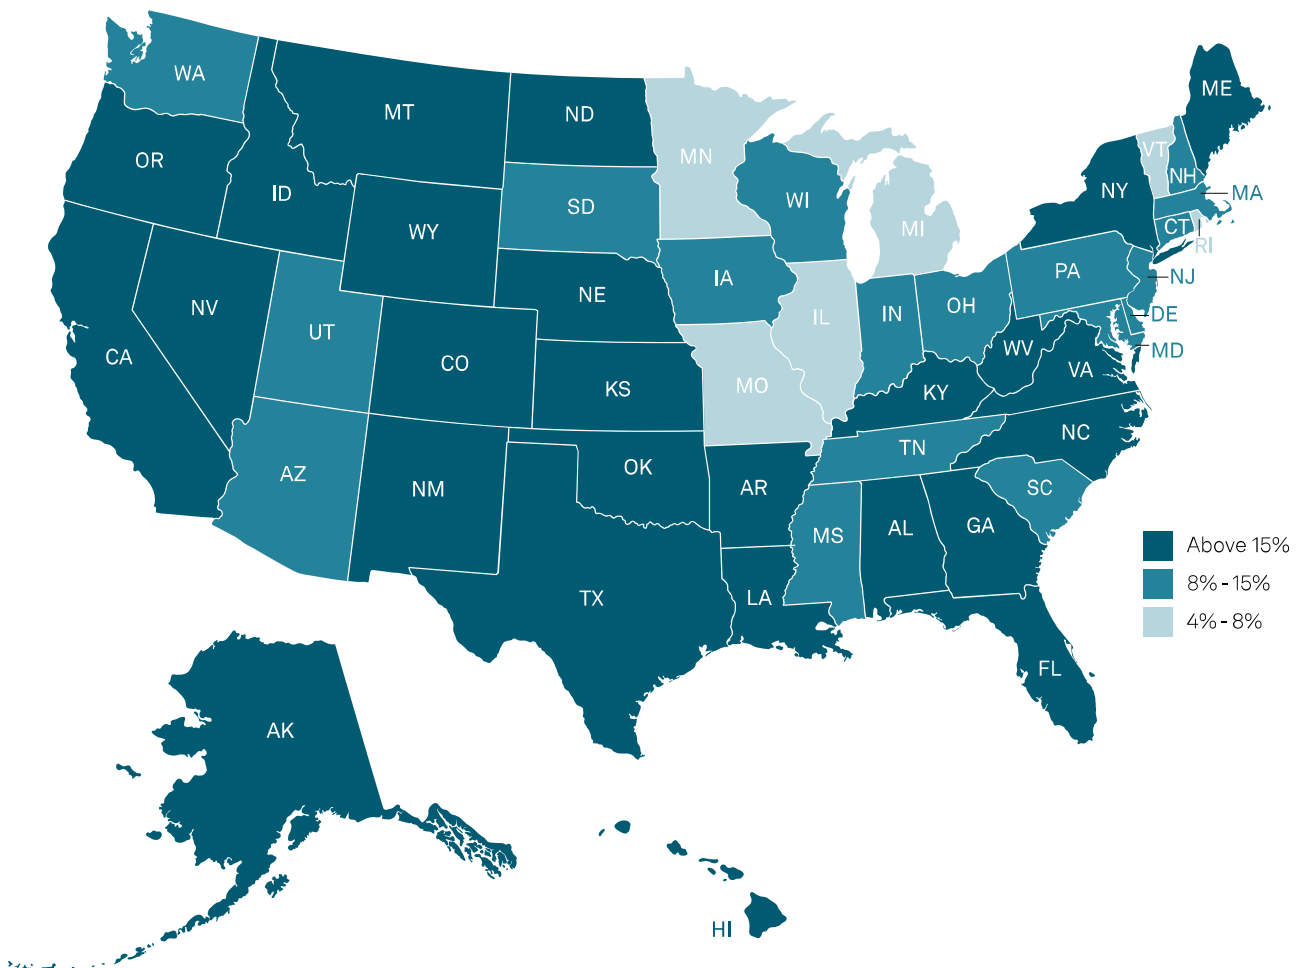 WA
MT
ND
ME
OR
MN
VT
ID
SD
WI
NY
NH
MA
WY
MI
CT
RI
NV
NE
IA
PA
NJ
UT
IL
IN
OH
DE
CA
CO
KS
MO
WV
VA
MD
KY
NC
AZ
NM
OK
TN
AR
SC
MS
AL
GA
Above 15%
8% - 15%
4% - 8%
TX
LA
FL
AK
HI